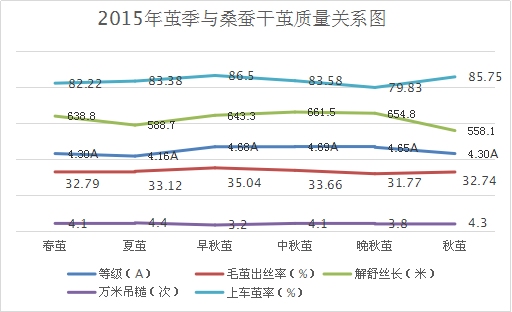 2015年茧季与桑蚕干茧质量关系图
82.22 83.38 86.5 83.58 79.83 85.75
638.8 588.7 643.3 661.5 654.8 558.1
4.30A 4.16A 4.68A 4.69A 4.65A 4.30A
32.79 33.12 35.04 33.66 31.77 32.74
4.1 4.4 3.2 4.1 3.8 4.3
春茧 夏茧 早秋茧 中秋茧 晚秋茧 秋茧
等级(A) 毛茧出丝率(%) 解舒丝长(米)
万米吊糙(次) 上车茧率(%)